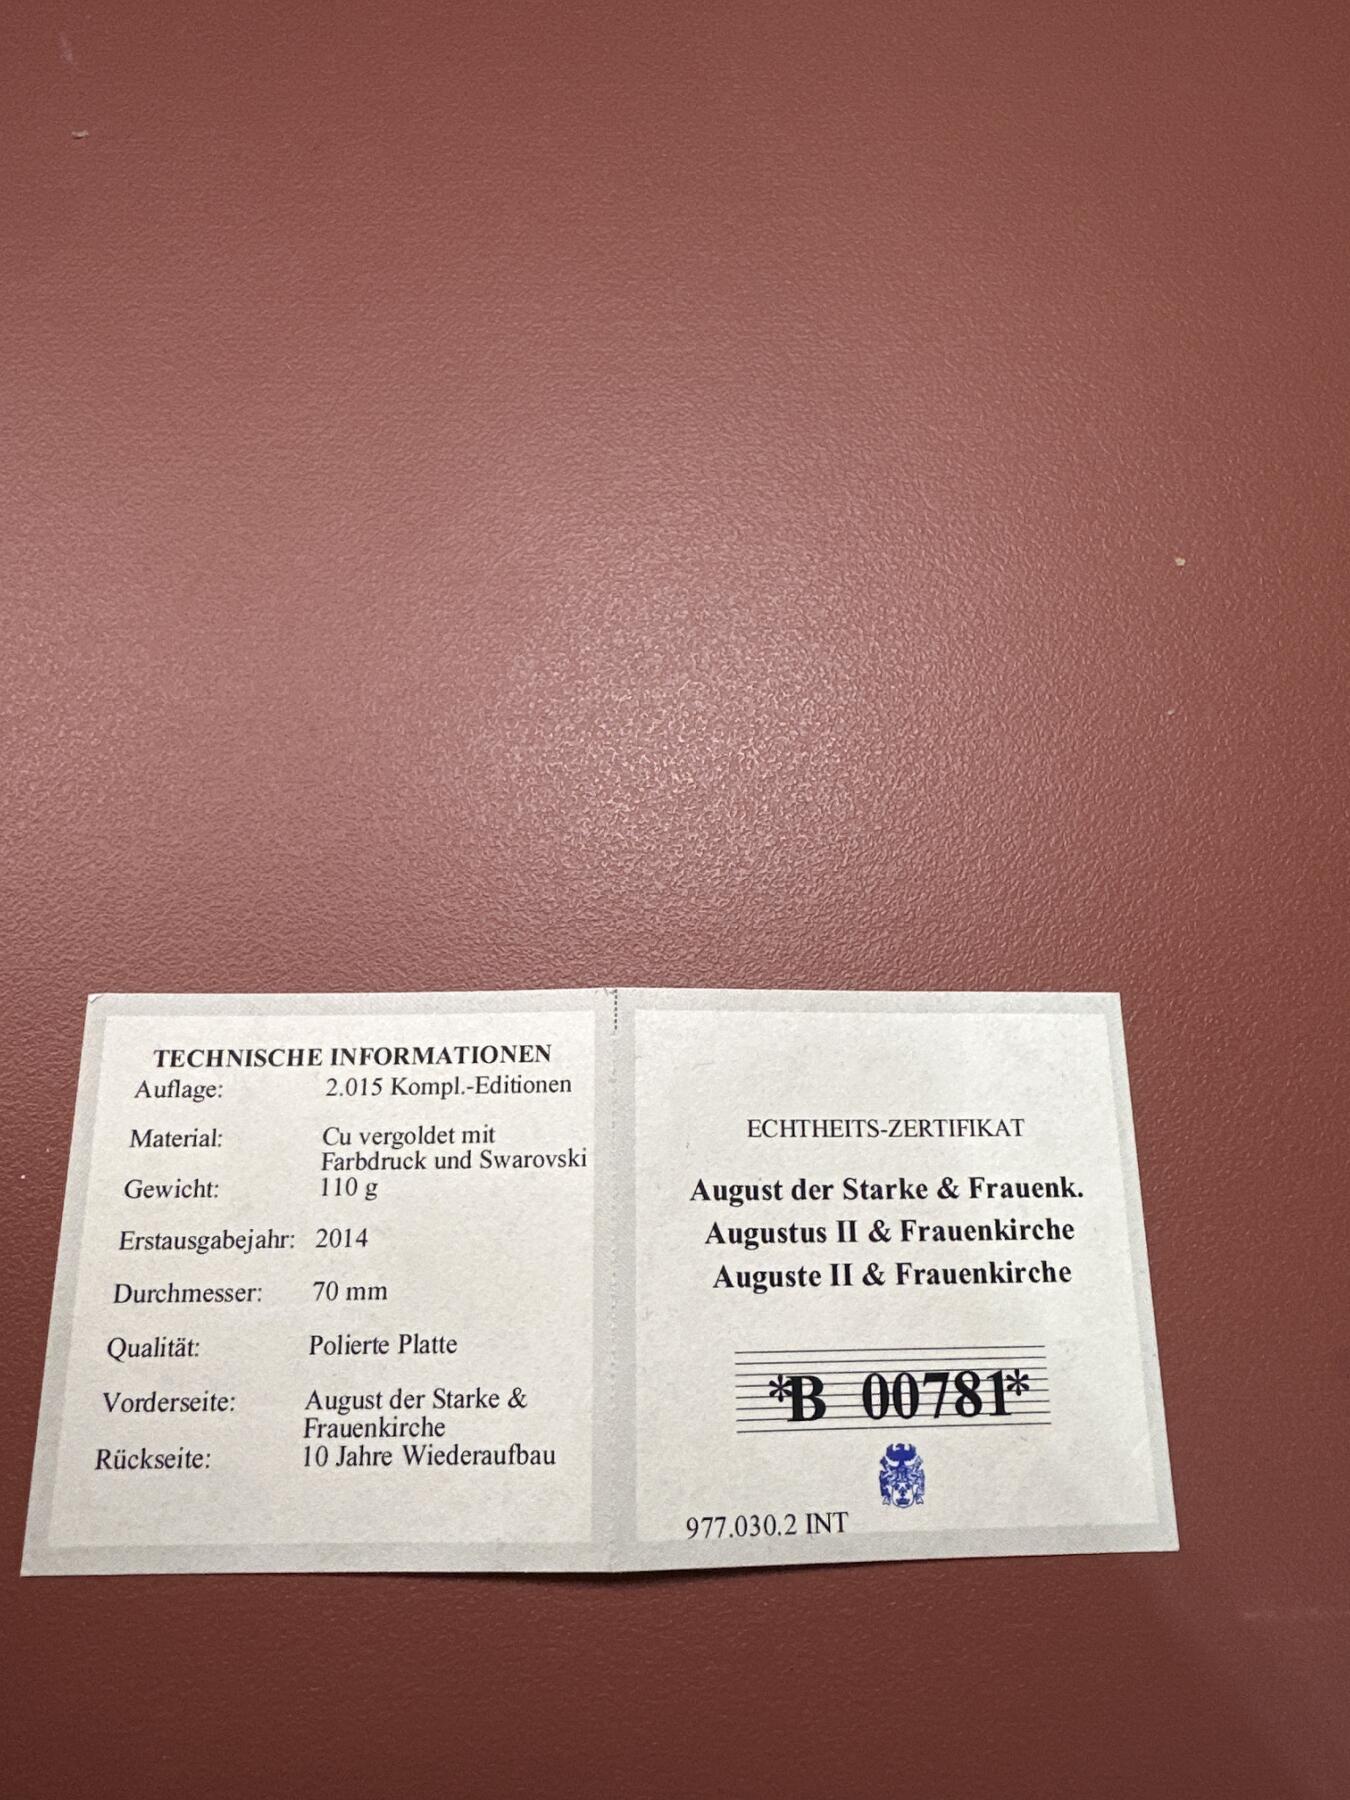 TECHNISCHE INFORMATIONEN
Auflage: 2.015 Kompl.-Editionen
Material: Cu vergoldet mit
Farbdruck und Swarovski
Gewicht: 110 g
Erstausgabejahr: 2014
Durchmesser: 70 mm
Qualität: Polierte Platte
Vorderseite: August der Starke &
Frauenkirche
Rückseite: 10 Jahre Wiederaufbau
ECHTHEITS-ZERTIFIKAT
August der Starke & Frauenk.
Augustus II & Frauenkirche
Auguste II & Frauenkirche
*B 00781*
977.030.2 INT